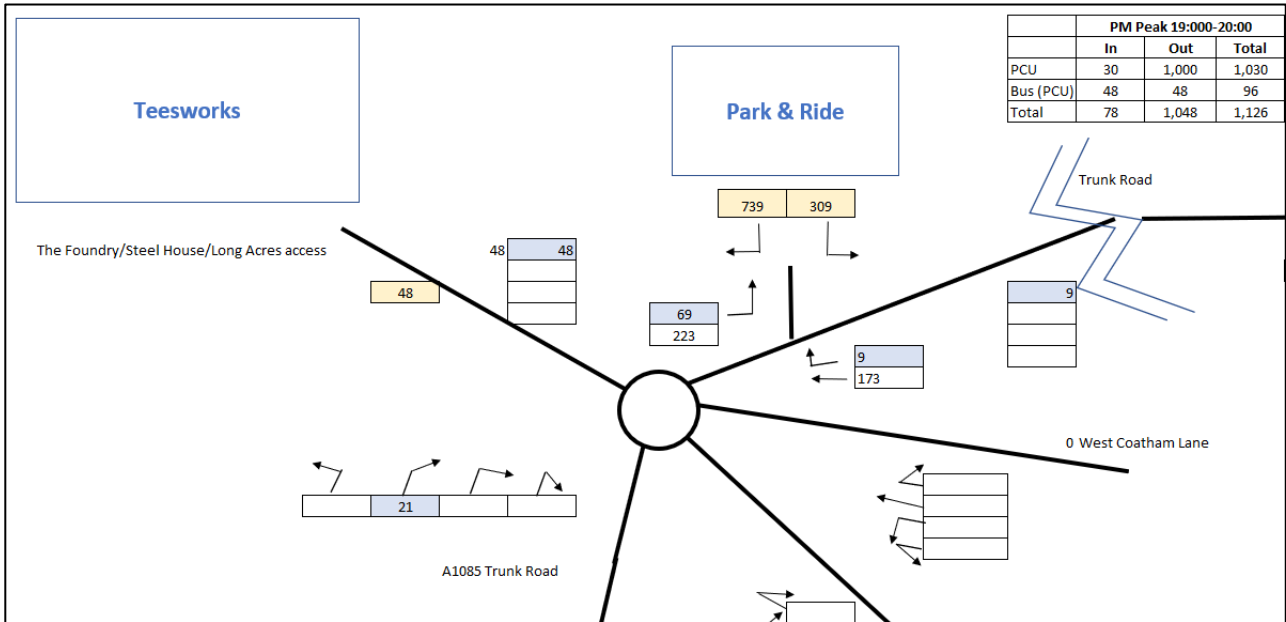 PM Peak 19:000-20:00
In Out Total
PCU 30 1,000 1,030
Bus (PCU) 48 48 96
Total 78 1,048 1,126
Teesworks
Park & Ride
Trunk Road
739 309
The Foundry/Steel House/Long Acres access
48 48
48
9
69
223
9
173
0 West Coatham Lane
21
A1085 Trunk Road